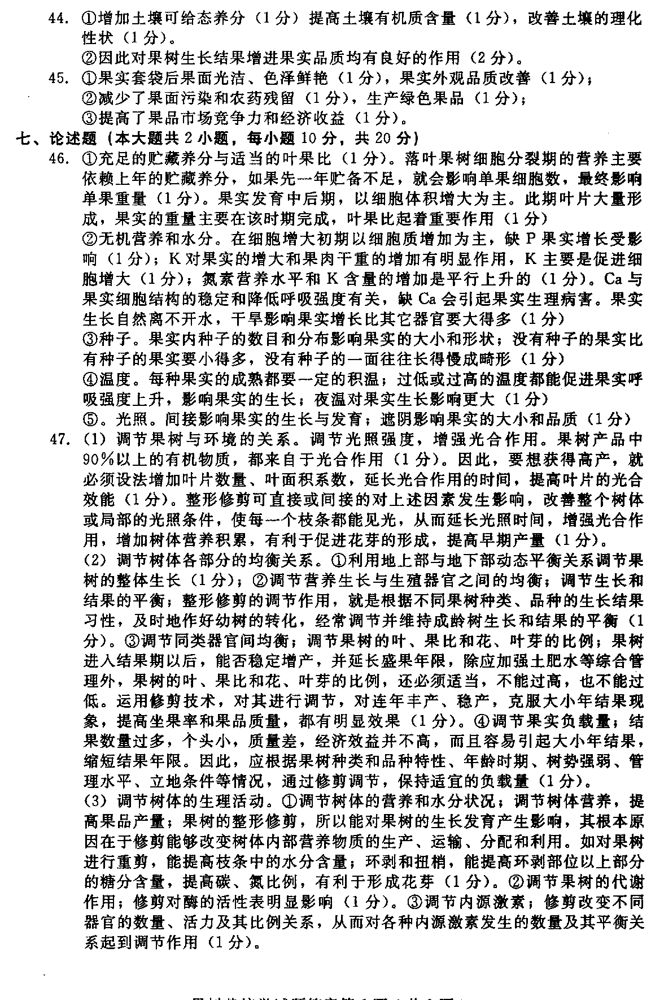 44. ①增加土壤可给态养分（1分）提高土壤有机质含量（1分），改善土壤的理化
性状（1分）。
②因此对果树生长结果增进果实品质均有良好的作用（2分）。
45. ①果实套袋后果面光洁、色泽鲜艳（1分），果实外观品质改善（1分）；
②减少了果面污染和农药残留（1分），生产绿色果品（1分）；
③提高了果品市场竞争力和经济收益（1分）。
七、论述题（本大题共2小题，每小题10分，共20分）
46. ①充足的贮藏养分与适当的叶果比（1分）。落叶果树细胞分裂期的营养主要
依赖上年的贮藏养分，如果先一年贮备不足，就会影响单果细胞数，最终影响
单果重量（1分）。果实发育中后期，以细胞体积增大为主。此期叶片大量形
成，果实的重量主要在该时期完成，叶果比起着重要作用（1分）
②无机营养和水分。在细胞增大初期以细胞质增加为主，缺P果实增长受影
响（1分）；K对果实的增大和果肉干重的增加有明显作用，K主要是促进细
胞增大（1分）；氮素营养水平和K含量的增加是平行上升的（1分）。Ca与
果实细胞结构的稳定和降低呼吸强度有关，缺Ca会引起果实生理病害。果实
生长自然离不开水，干旱影响果实增长比其它器官要大得多（1分）
③种子。果实内种子的数目和分布影响果实的大小和形状；没有种子的果实比
有种子的果实要小得多，没有种子的一面往往长得慢成畸形（1分）
④温度。每种果实的成熟都要一定的积温；过低或过高的温度都能促进果实呼
吸强度上升，影响果实的生长；夜温对果实生长影响更大（1分）
⑤。光照。间接影响果实的生长与发育；遮阴影响果实的大小和品质（1分）
47.（1）调节果树与环境的关系。调节光照强度，增强光合作用。果树产品中
90%以上的有机物质，都来自于光合作用（1分）。因此，要想获得高产，就
必须设法增加叶片数量、叶面积系数，延长光合作用的时间，提高叶片的光合
效能（1分）。整形修剪可直接或间接的对上述因素发生影响，改善整个树体
或局部的光照条件，使每一个枝条都能见光，从而延长光照时间，增强光合作
用，增加树体营养积累，有利于促进花芽的形成，提高早期产量（1分）。
（2）调节树体各部分的均衡关系。①利用地上部与地下部动态平衡关系调节果
树的整体生长（1分）；②调节营养生长与生殖器官之间的均衡；调节生长和
结果的平衡；整形修剪的调节作用，就是根据不同果树种类、品种的生长结果
习性，及时地作好幼树的转化，经常调节并维持成龄树生长和结果的平衡（1
分）。③调节同类器官间均衡；调节果树的叶、果比和花、叶芽的比例；果树
进入结果期以后，能否稳定增产，并延长盛果年限，除应加强土肥水等综合管
理外，果树的叶、果比和花、叶芽的比例，还必须适当，不能过高，也不能过
低。运用修剪技术，对其进行调节，对连年丰产、稳产，克服大小年结果现
象，提高坐果率和果品质量，都有明显效果（1分）。④调节果实负载量；结
果数量过多，个头小，质量差，经济效益并不高，而且容易引起大小年结果，
缩短结果年限。因此，应根据果树种类和品种特性、年龄时期、树势强弱、管
理水平、立地条件等情况，通过修剪调节，保持适宜的负载量（1分）。
（3）调节树体的生理活动。①调节树体的营养和水分状况；调节树体营养，提
高果品产量；果树的整形修剪，所以能对果树的生长发育产生影响，其根本原
因在于修剪能够改变树体内部营养物质的生产、运输、分配和利用。如对果树
进行重剪，能提高枝条中的水分含量；环剥和扭梢，能提高环剥部位以上部分
的糖分含量，提高碳、氮比例，有利于形成花芽（1分）。②调节果树的代谢
作用；修剪对酶的活性表明显影响（1分）。③调节内源激素；修剪改变不同
器官的数量、活力及其比例关系，从而对各种内源激素发生的数量及其平衡关
系起到调节作用（1分）。